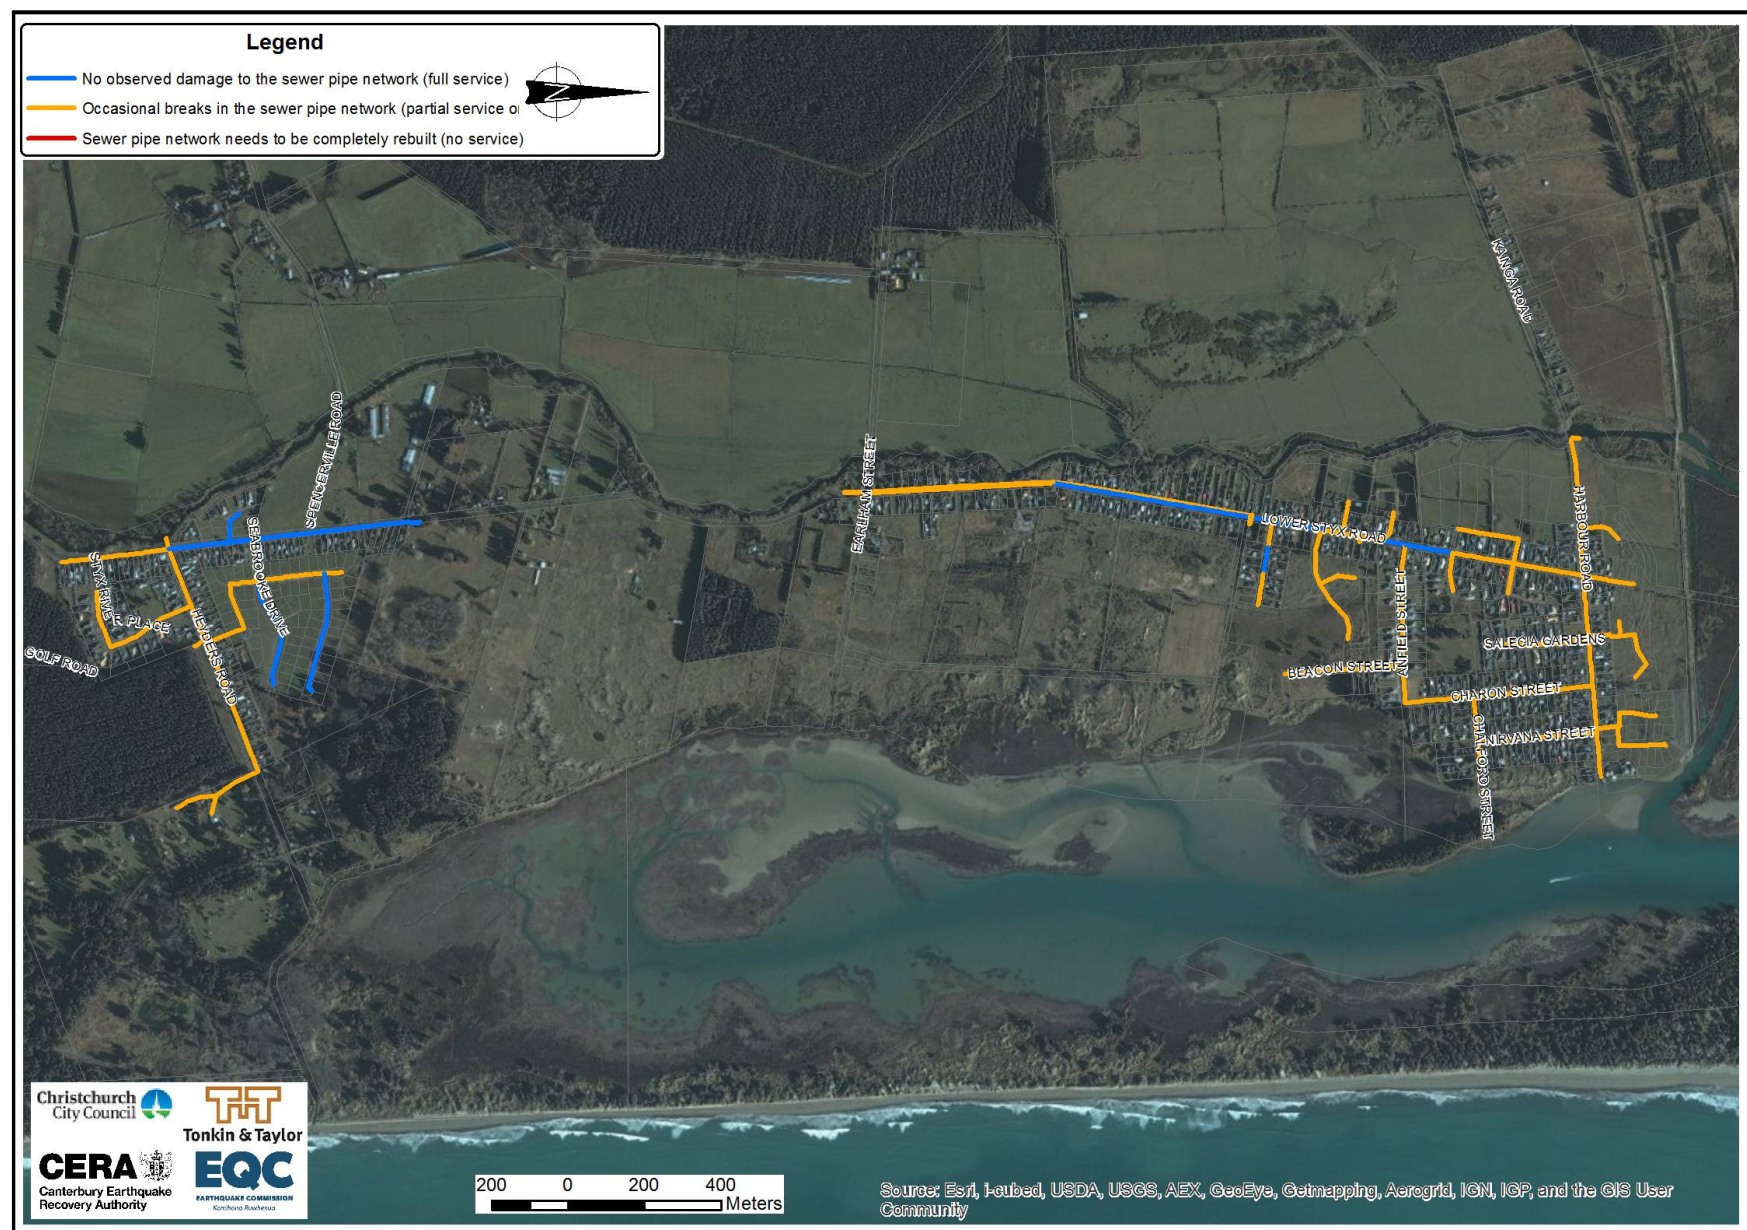 Legend
No observed damage to the sewer pipe network (full service)
Occasional breaks in the sewer pipe network (partial service o
Sewer pipe network needs to be completely rebuilt (no service)
Z
KAINGA ROAD
SPENCERVILLE ROAD
EARLHAM STREET
SEABROOKE DRIVE
STYX RIVER
R PLACE
HEYDERS ROAD
GOLF ROAD
LOWER STYX ROAD
HARBOUR ROAD
ANFIELD STREET
SALECIA GARDENS
BEACON STREET
CHARON STREET
NIRVANA STREET
CHALFORD STREET
Christchurch
City Council
T+T
Tonkin & Taylor
CERA
Canterbury Earthquake
Recovery Authority
EQC
EARTHQUAKE COMMISSION
Kōmihana Rūwhenua
200 0 200 400
Meters
Source: Esri, i-cubed, USDA, USGS, AEX, GeoEye, Getmapping, Aerogrid, IGN, IGP, and the GIS User
Community